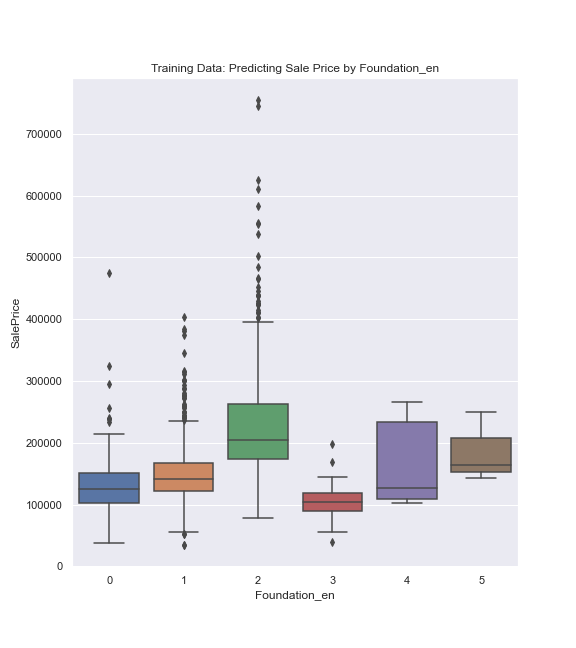 Training Data: Predicting Sale Price by Foundation_en
700000
600000
500000
400000
300000
200000
100000
0
SalePrice
0 1 2 3 4 5
Foundation_en